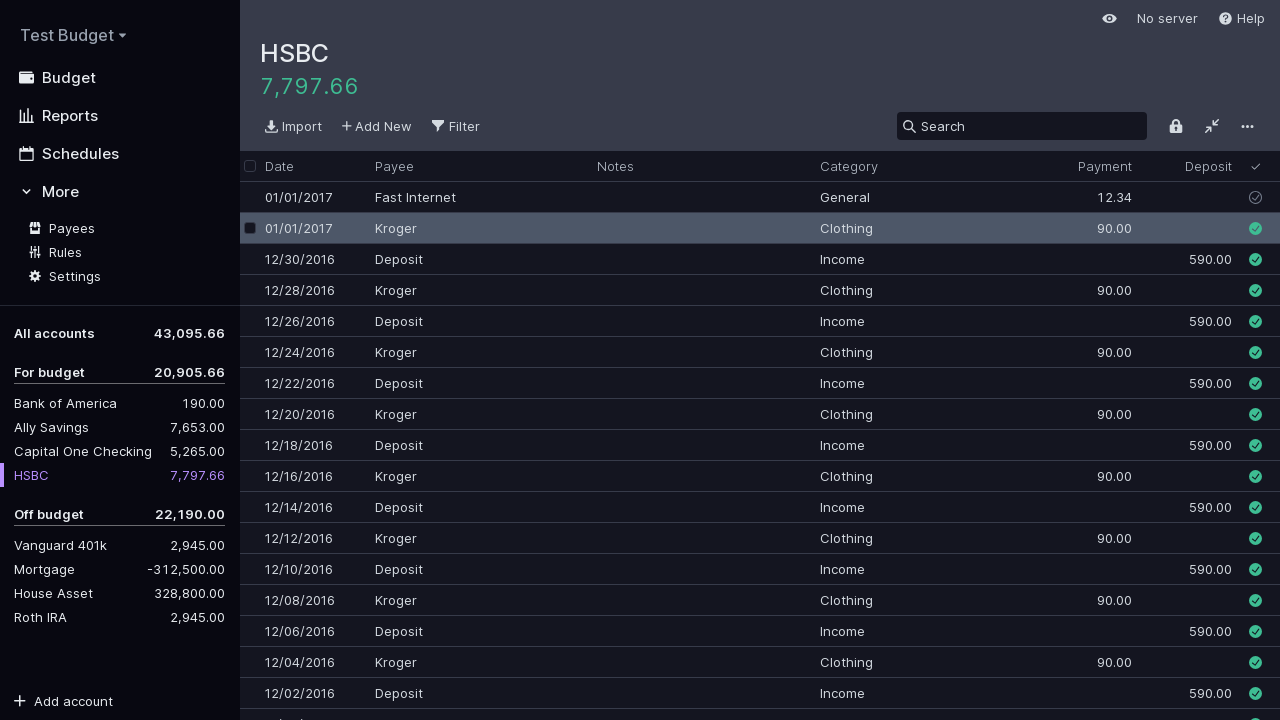 Test Budget
Budget
Reports
Schedules
More
Payees
Rules
Settings
All accounts 43,095.66
For budget 20,905.66
Bank of America 190.00
Ally Savings 7,653.00
Capital One Checking 5,265.00
HSBC 7,797.66
Off budget 22,190.00
Vanguard 401k 2,945.00
Mortgage -312,500.00
House Asset 328,800.00
Roth IRA 2,945.00
Add account
No server Help
HSBC
7,797.66
Import Add New Filter Search
Date Payee Notes Category Payment Deposit
01/01/2017 Fast Internet General 12.34
01/01/2017 Kroger Clothing 90.00
12/30/2016 Deposit Income 590.00
12/28/2016 Kroger Clothing 90.00
12/26/2016 Deposit Income 590.00
12/24/2016 Kroger Clothing 90.00
12/22/2016 Deposit Income 590.00
12/20/2016 Kroger Clothing 90.00
12/18/2016 Deposit Income 590.00
12/16/2016 Kroger Clothing 90.00
12/14/2016 Deposit Income 590.00
12/12/2016 Kroger Clothing 90.00
12/10/2016 Deposit Income 590.00
12/08/2016 Kroger Clothing 90.00
12/06/2016 Deposit Income 590.00
12/04/2016 Kroger Clothing 90.00
12/02/2016 Deposit Income 590.00